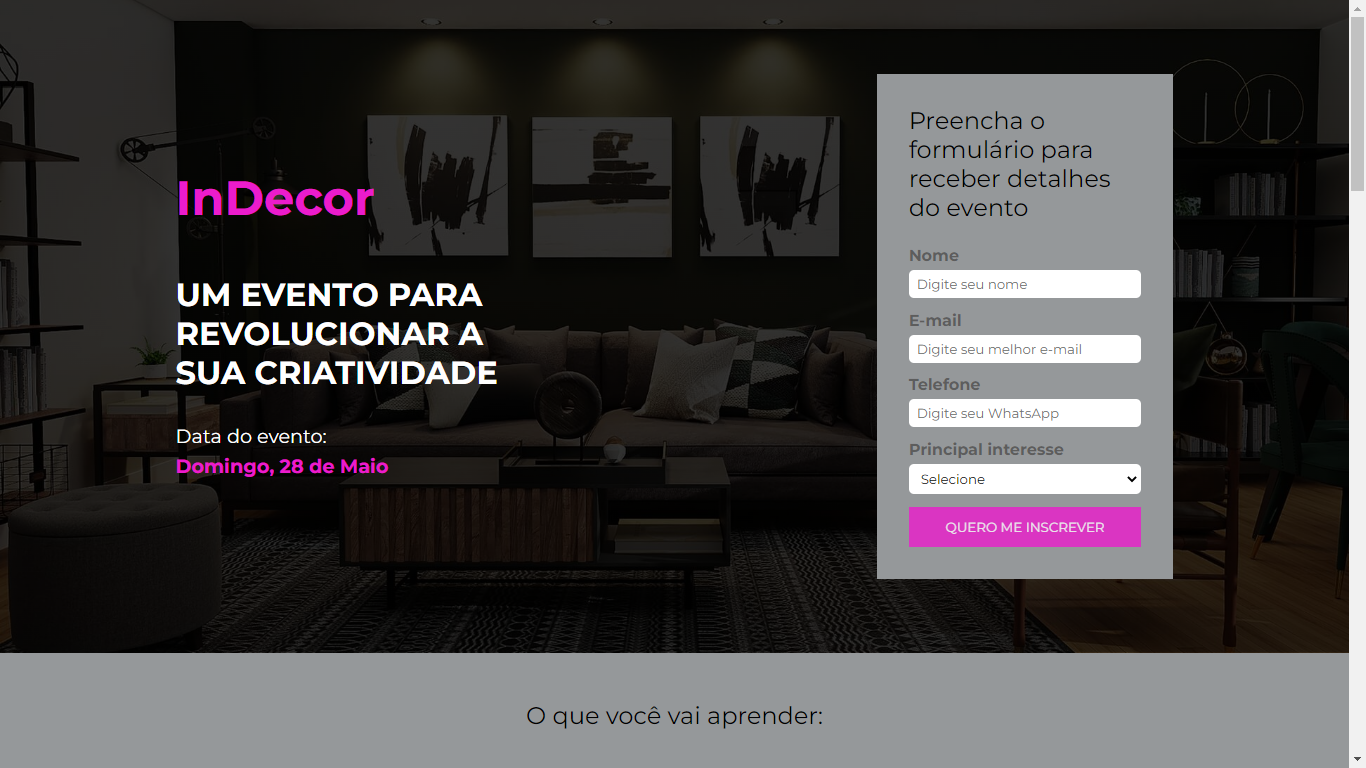 InDecor
UM EVENTO PARA
REVOLUCIONAR A
SUA CRIATIVIDADE
Data do evento:
Domingo, 28 de Maio
Preencha o
formulário para
receber detalhes
do evento
Nome
Digite seu nome
E-mail
Digite seu melhor e-mail
Telefone
Digite seu WhatsApp
Principal interesse
Selecione
QUERO ME INSCREVER
O que você vai aprender: